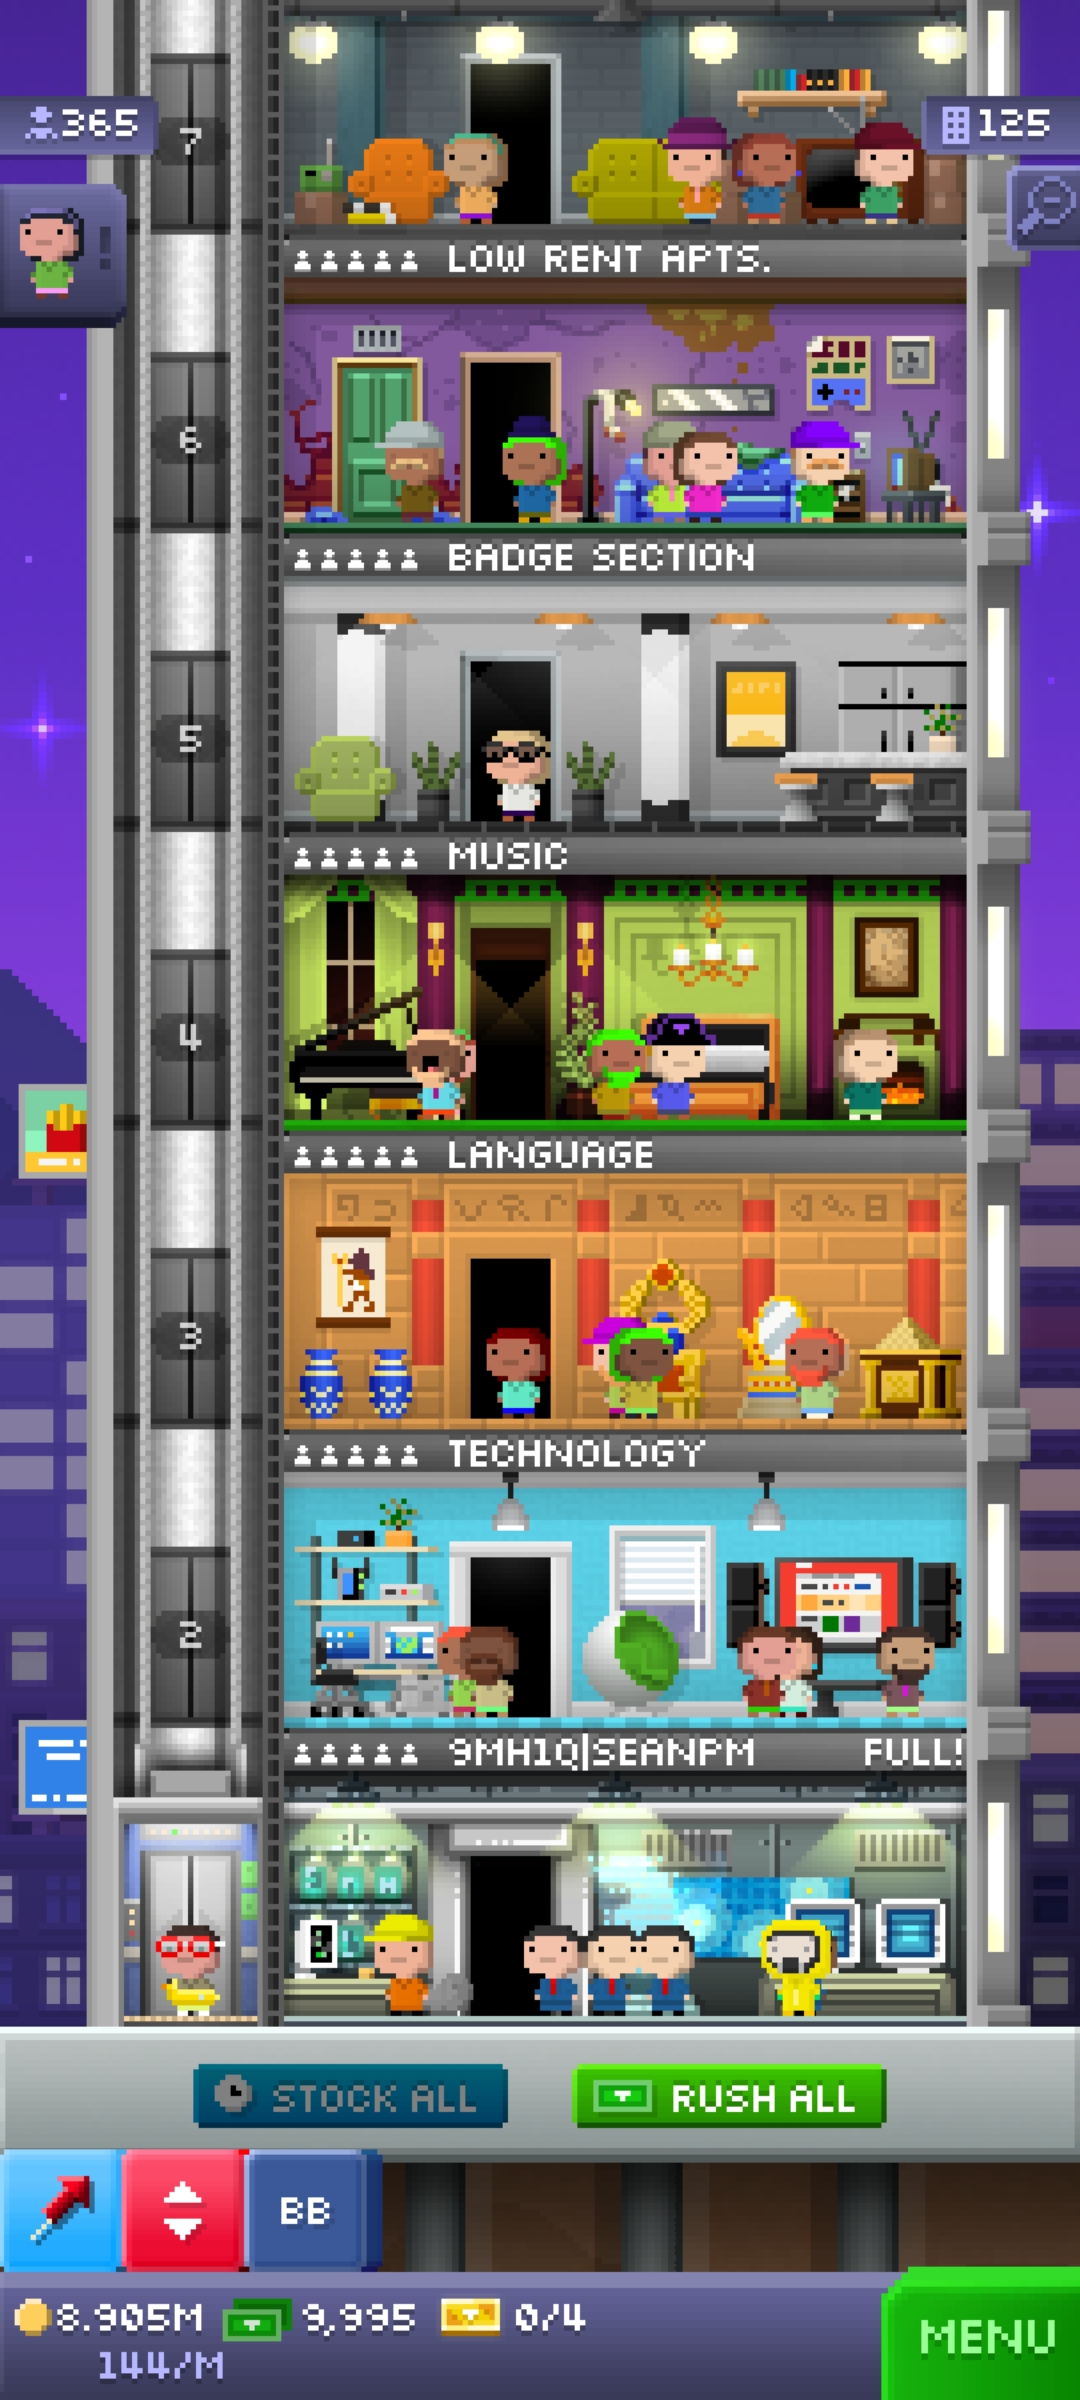 7
365
125
!
LOW RENT APTS.
6
BADGE SECTION
5
MUSIC
4
LANGUAGE
3
TECHNOLOGY
2
9MH1Q|SEANPM FULL!
STOCK ALL
RUSH ALL
BB
8.905M 9,995 0/4
144/M
MENU